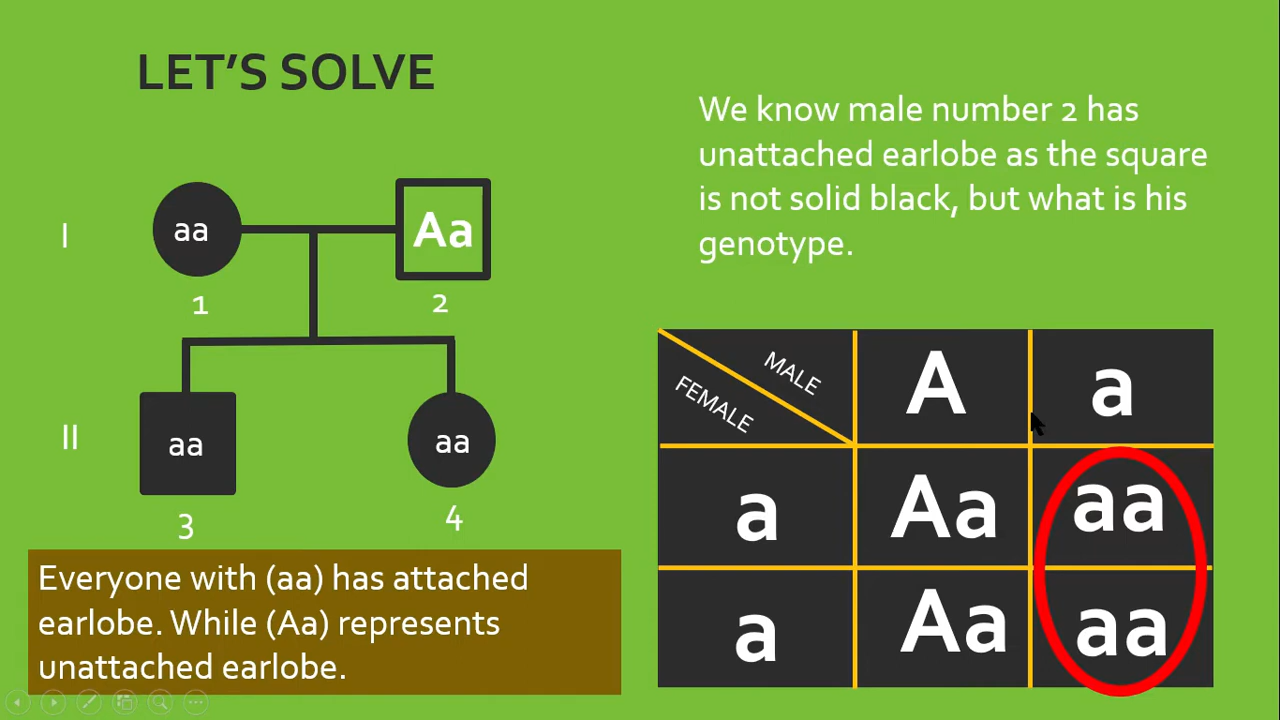 LET'S SOLVE
We know male number 2 has
unattached earlobe as the square
is not solid black, but what is his
genotype.
I
aa
Aa
1
2
II
aa
aa
3
4
Everyone with (aa) has attached
earlobe. While (Aa) represents
unattached earlobe.
MALE
FEMALE
A
a
a
Aa
aa
a
Aa
aa